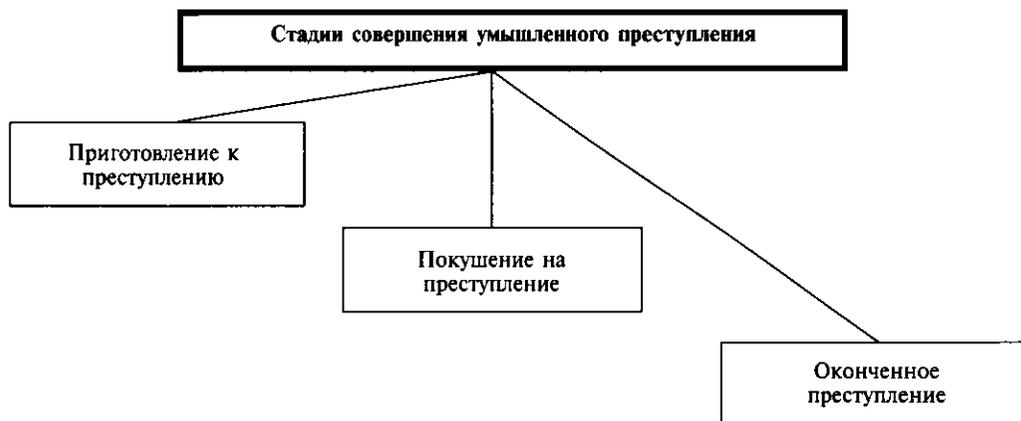 Стадии совершения умышленного преступления
Приготовление к
преступлению
Покушение на
преступление
Оконченное
преступление